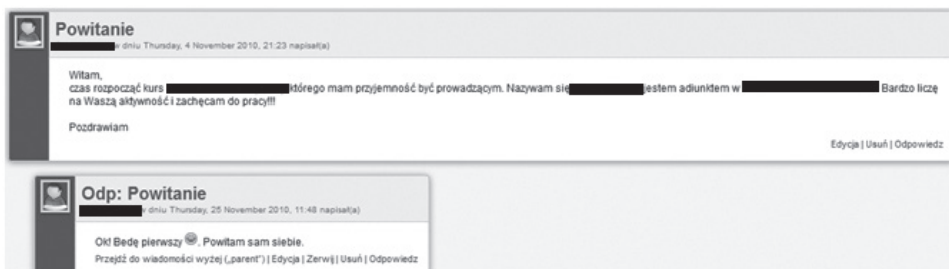 Powitanie
w dniu Thursday, 4 November 2010, 21:23 napisał(a)
Witam,
czas rozpocząć kurs którego mam przyjemność być prowadzącym. Nazywam się jestem adiunktem w Bardzo liczę
na Waszą aktywność i zachęcam do pracy!!!
Pozdrawiam
Edycja | Usuń | Odpowiedz
Odp: Powitanie
w dniu Thursday, 25 November 2010, 11:48 napisał(a)
Ok! Bedę pierwszy . Powitam sam siebie.
Przejdź do wiadomości wyżej („parent”) | Edycja | Zerwij | Usuń | Odpowiedz